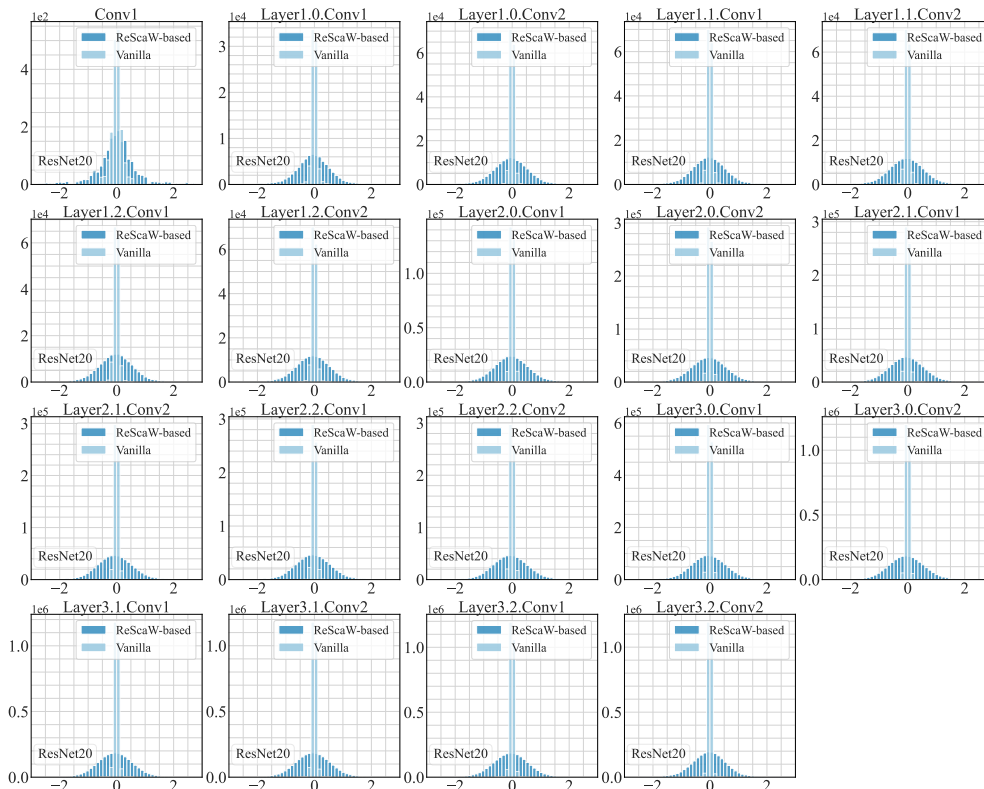 Conv1
1e2
ReScaW-based
Vanilla
4
2
0
ResNet20
−2 0 2
Layer1.0.Conv1
1e4
ReScaW-based
Vanilla
3
2
1
0
ResNet20
−2 0 2
Layer1.0.Conv2
1e4
ReScaW-based
Vanilla
6
4
2
0
ResNet20
−2 0 2
Layer1.1.Conv1
1e4
ReScaW-based
Vanilla
6
4
2
0
ResNet20
−2 0 2
Layer1.1.Conv2
1e4
ReScaW-based
Vanilla
6
4
2
0
ResNet20
−2 0 2
Layer1.2.Conv1
1e4
ReScaW-based
Vanilla
6
4
2
0
ResNet20
−2 0 2
Layer1.2.Conv2
1e4
ReScaW-based
Vanilla
6
4
2
0
ResNet20
−2 0 2
Layer2.0.Conv1
1e5
ReScaW-based
Vanilla
1.0
0.5
0.0
ResNet20
−2 0 2
Layer2.0.Conv2
1e5
ReScaW-based
Vanilla
3
2
1
0
ResNet20
−2 0 2
Layer2.1.Conv1
1e5
ReScaW-based
Vanilla
3
2
1
0
ResNet20
−2 0 2
Layer2.1.Conv2
1e5
ReScaW-based
Vanilla
3
2
1
0
ResNet20
−2 0 2
Layer2.2.Conv1
1e5
ReScaW-based
Vanilla
3
2
1
0
ResNet20
−2 0 2
Layer2.2.Conv2
1e5
ReScaW-based
Vanilla
3
2
1
0
ResNet20
−2 0 2
Layer3.0.Conv1
1e5
ReScaW-based
Vanilla
6
4
2
0
ResNet20
−2 0 2
Layer3.0.Conv2
1e6
ReScaW-based
Vanilla
1.0
0.5
0.0
ResNet20
−2 0 2
Layer3.1.Conv1
1e6
ReScaW-based
Vanilla
1.0
0.5
0.0
ResNet20
−2 0 2
Layer3.1.Conv2
1e6
ReScaW-based
Vanilla
1.0
0.5
0.0
ResNet20
−2 0 2
Layer3.2.Conv1
1e6
ReScaW-based
Vanilla
1.0
0.5
0.0
ResNet20
−2 0 2
Layer3.2.Conv2
1e6
ReScaW-based
Vanilla
1.0
0.5
0.0
ResNet20
−2 0 2